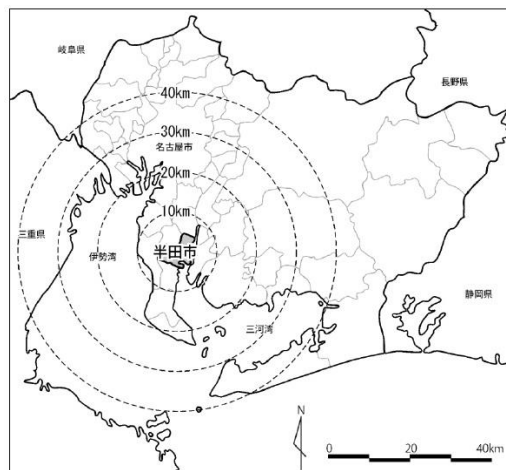 岐阜県
長野県
40km
30km
名古屋市
20km
10km
三重県
伊勢湾
半田市
静岡県
三河湾
N
0 20 40km